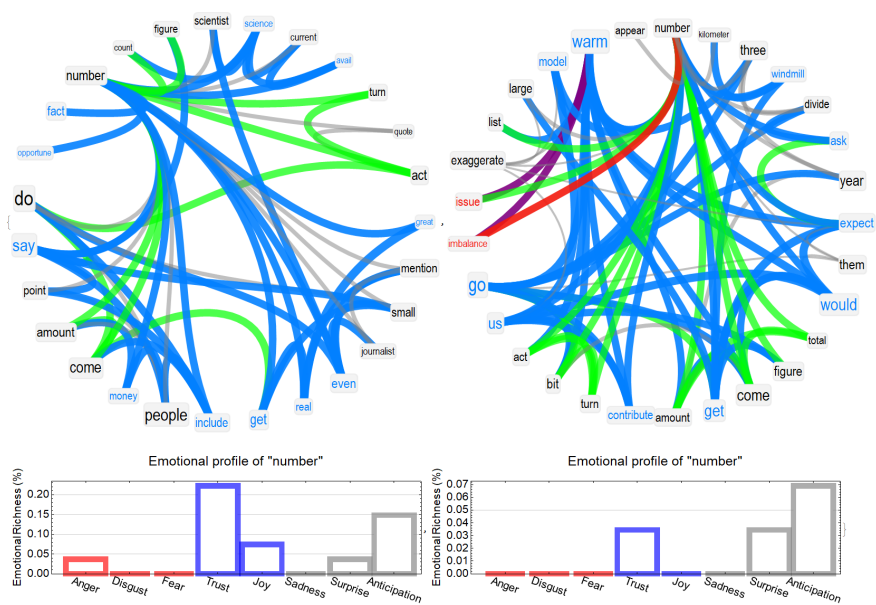 scientist
science
figure
current
count
avail
number
turn
fact
quote
opportune
act
do
say
great
point
mention
amount
small
come
journalist
money
even
people
include
get
real
warm
appear
number
kilometer
three
model
windmill
large
divide
list
ask
exaggerate
year
issue
expect
imbalance
them
go
would
us
total
act
figure
bit
come
turn
contribute
amount
get
Emotional profile of "number"
Emotional Richness (%)
0.20
0.15
0.10
0.05
0.00
Anger
Disgust
Fear
Trust
Joy
Sadness
Surprise
Anticipation
Emotional profile of "number"
Emotional Richness (%)
0.07
0.06
0.05
0.04
0.03
0.02
0.01
0.00
Anger
Disgust
Fear
Trust
Joy
Sadness
Surprise
Anticipation